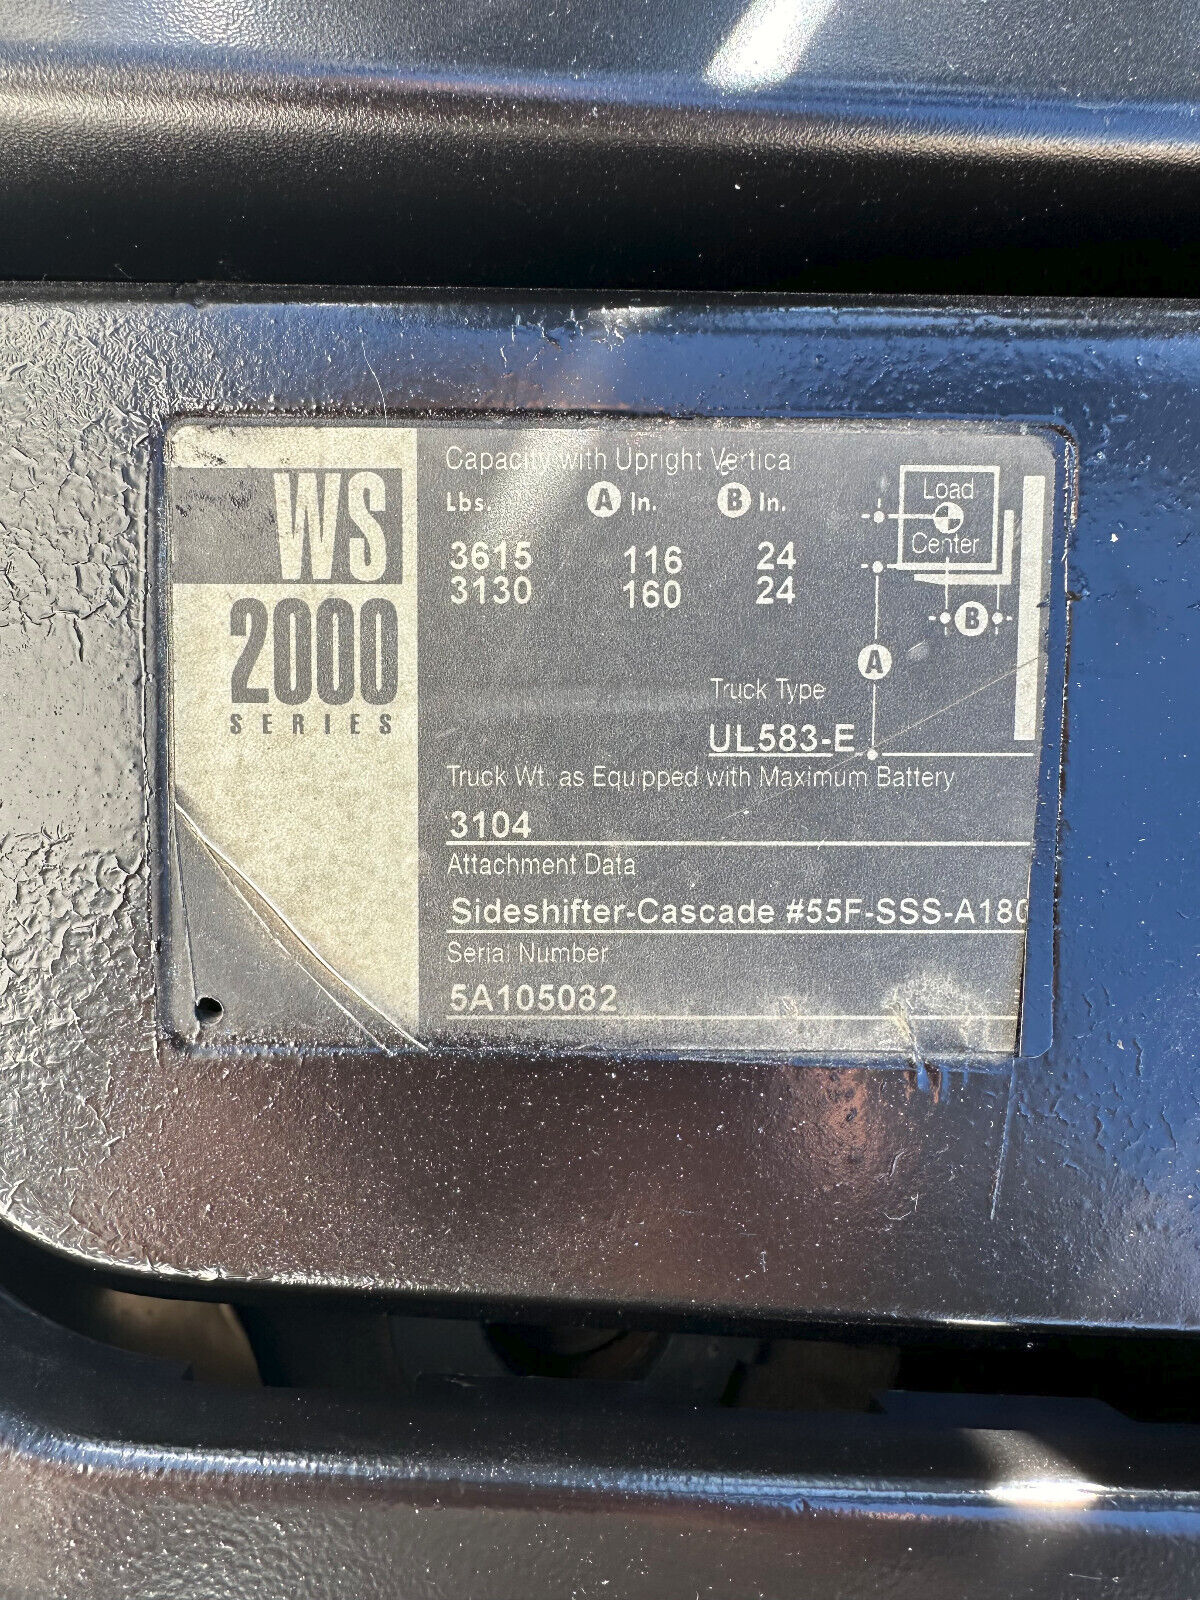 WS
2000
SERIES
Capacity with Upright Vertica
Lbs. A In. B In.
3615 116 24
3130 160 24
Load
Center
B
A
Truck Type
UL583-E
Truck Wt. as Equipped with Maximum Battery
3104
Attachment Data
Sideshifter-Cascade #55F-SSS-A180
Serial Number
5A105082